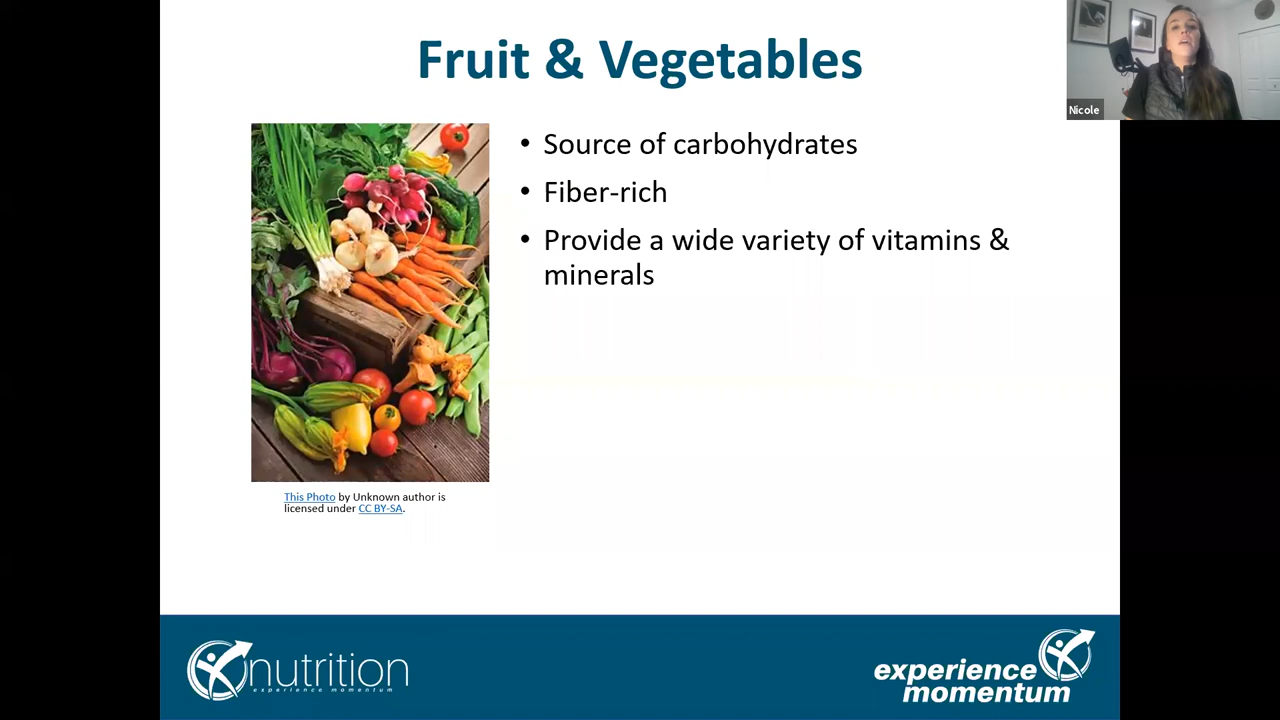 Fruit & Vegetables
Nicole
• Source of carbohydrates
• Fiber-rich
• Provide a wide variety of vitamins &
minerals
This Photo by Unknown author is
licensed under CC BY-SA.
nutrition
experience momentum
experience
momentum